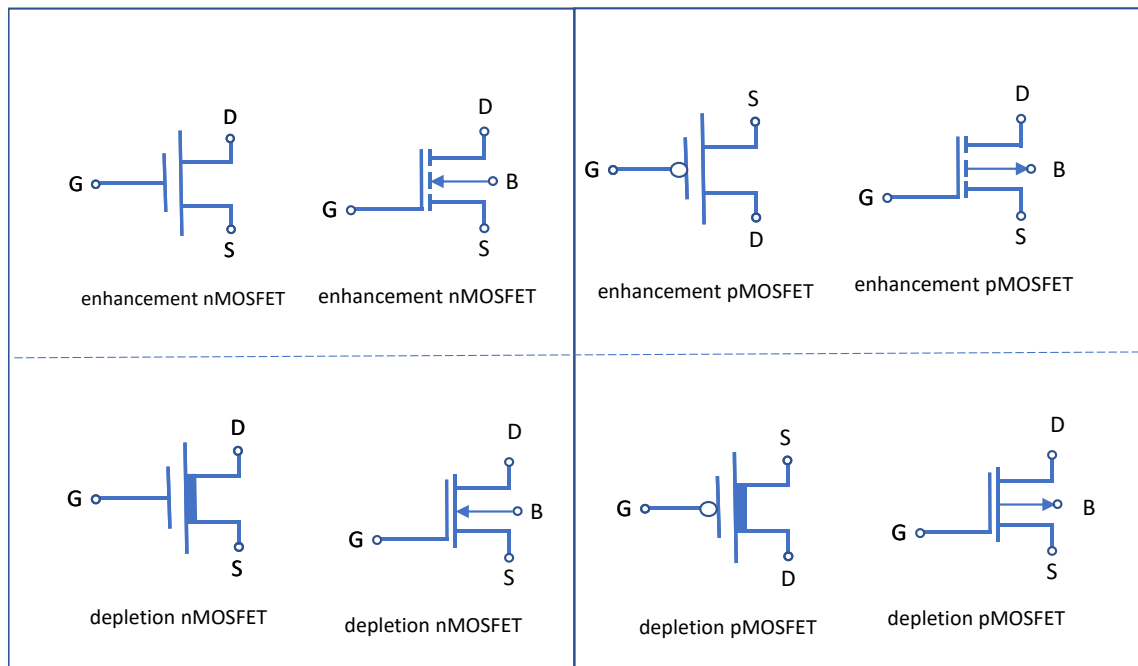 D
G
S
enhancement nMOSFET
D
B
G
S
enhancement nMOSFET
S
G
D
enhancement pMOSFET
D
B
G
S
enhancement pMOSFET
D
G
S
depletion nMOSFET
D
B
G
S
depletion nMOSFET
S
G
D
depletion pMOSFET
D
B
G
S
depletion pMOSFET